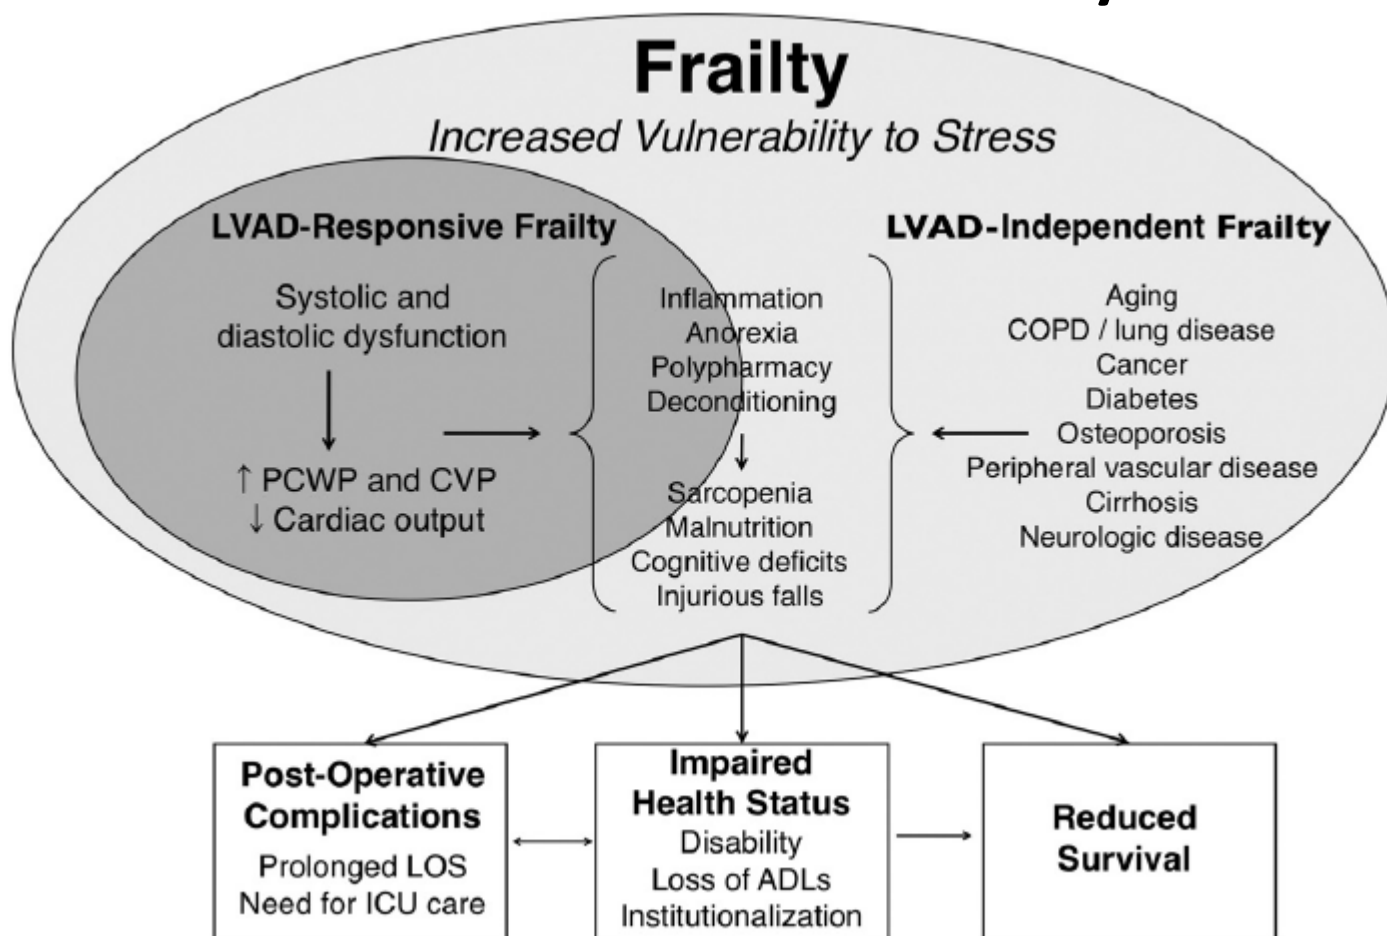 Frailty
Increased Vulnerability to Stress
LVAD-Responsive Frailty
Systolic and
diastolic dysfunction
↑ PCWP and CVP
↓ Cardiac output
Inflammation
Anorexia
Polypharmacy
Deconditioning
Sarcopenia
Malnutrition
Cognitive deficits
Injurious falls
LVAD-Independent Frailty
Aging
COPD / lung disease
Cancer
Diabetes
Osteoporosis
Peripheral vascular disease
Cirrhosis
Neurologic disease
Post-Operative
Complications
Prolonged LOS
Need for ICU care
Impaired
Health Status
Disability
Loss of ADLs
Institutionalization
Reduced
Survival